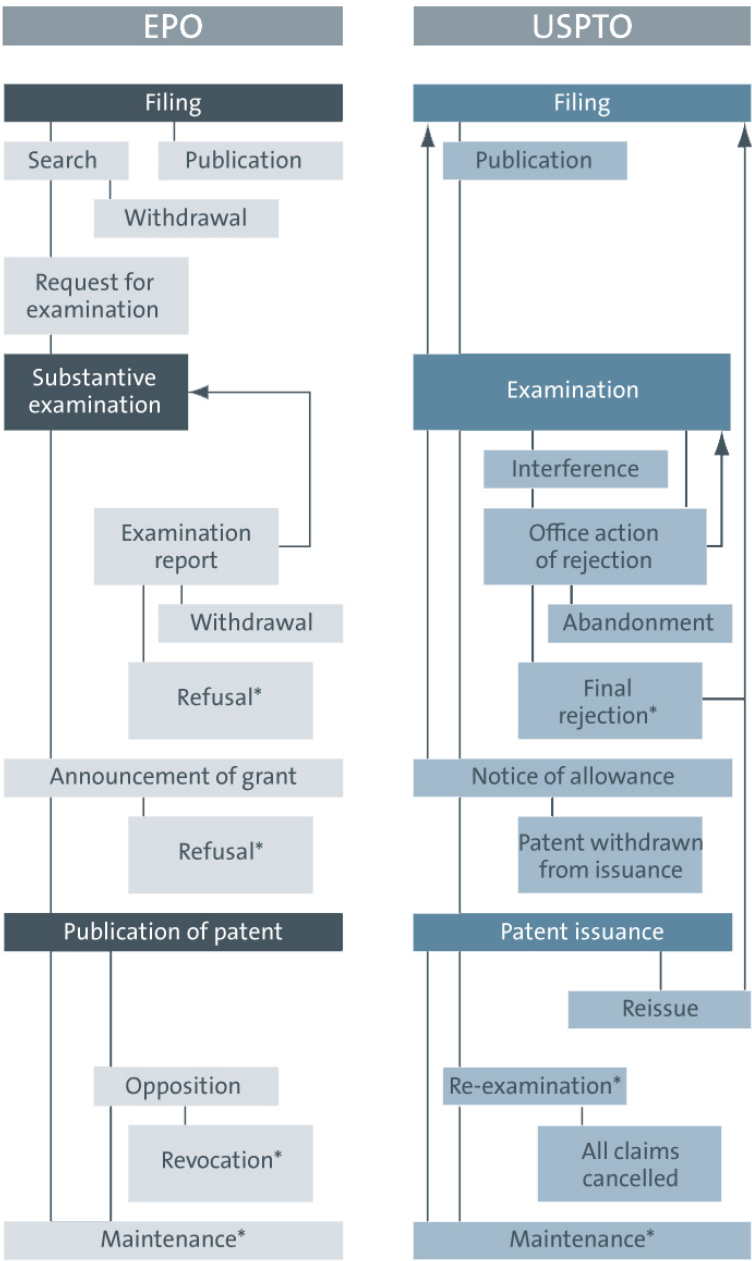 EPO
Filing
Search
Publication
Withdrawal
Request for
examination
Substantive
examination
Examination
report
Withdrawal
Refusal*
Announcement of grant
Refusal*
Publication of patent
Opposition
Revocation*
Maintenance*
USPTO
Filing
Publication
Examination
Interference
Office action
of rejection
Abandonment
Final
rejection*
Notice of allowance
Patent withdrawn
from issuance
Patent issuance
Reissue
Re-examination*
All claims
cancelled
Maintenance*